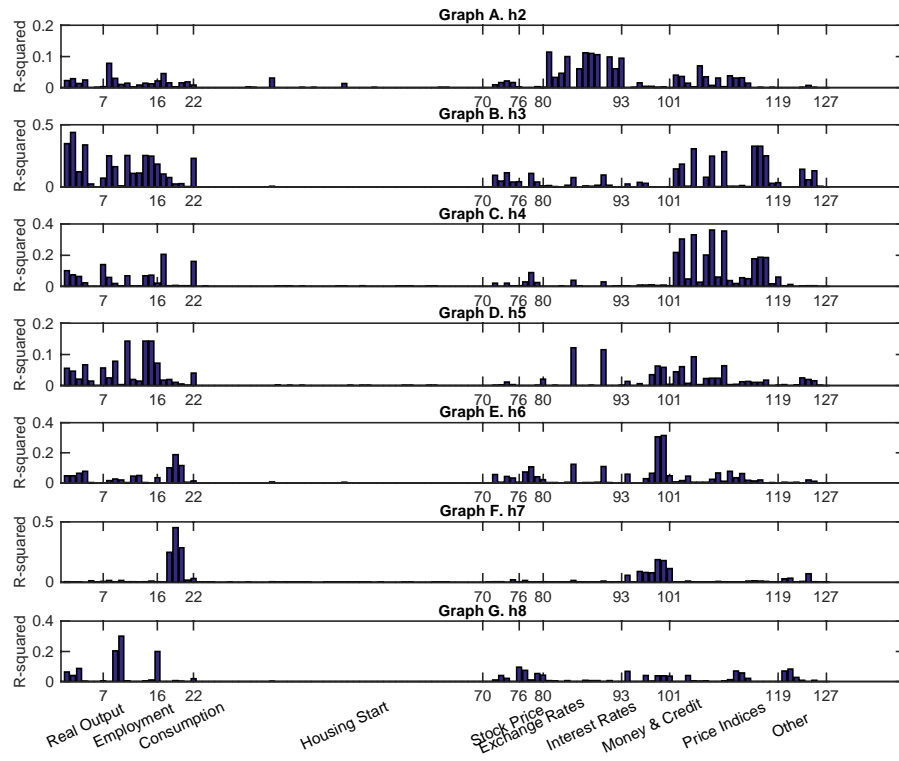 Graph A. h2
R-squared
0.2
0.1
0
7 16 22 70 76 80 93 101 119 127
Graph B. h3
R-squared
0.5
0
7 16 22 70 76 80 93 101 119 127
Graph C. h4
R-squared
0.4
0.2
0
7 16 22 70 76 80 93 101 119 127
Graph D. h5
R-squared
0.2
0.1
0
7 16 22 70 76 80 93 101 119 127
Graph E. h6
R-squared
0.4
0.2
0
7 16 22 70 76 80 93 101 119 127
Graph F. h7
R-squared
0.5
0
7 16 22 70 76 80 93 101 119 127
Graph G. h8
R-squared
0.4
0.2
0
7 16 22 70 76 80 93 101 119 127
Real Output
Employment
Consumption
Housing Start
Stock Price
Exchange Rates
Interest Rates
Money & Credit
Price Indices
Other